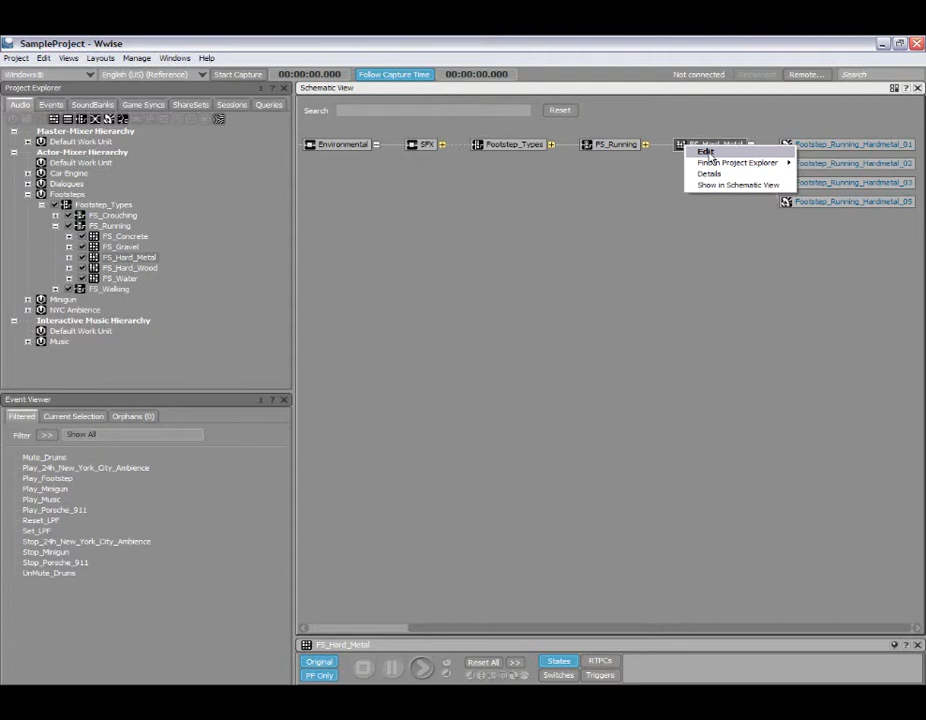 SampleProject - Wwise
Project Edit Views Layouts Manage Windows Help
Windows® English (US) (Reference) Start Capture 00:00:00.000 Follow Capture Time 00:00:00.000 Not connected Remote... Search
Project Explorer
Audio Events SoundBanks Game Syncs ShareSets Sessions Queries
Master-Mixer Hierarchy
Default Work Unit
Actor-Mixer Hierarchy
Default Work Unit
Car Engine
Dialogues
Footsteps
Footstep_Types
FS_Crouching
FS_Running
FS_Concrete
FS_Gravel
FS_Hard_Metal
FS_Hard_Wood
FS_Water
FS_Walking
Minigun
NYC Ambience
Interactive Music Hierarchy
Default Work Unit
Music
Event Viewer
Filtered Current Selection Orphans (0)
Filter >> Show All
Mute_Drums
Play_24h_New_York_City_Ambience
Play_Footstep
Play_Minigun
Play_Music
Play_Porsche_911
Reset_LPF
Set_LPF
Stop_24h_New_York_City_Ambience
Stop_Minigun
Stop_Porsche_911
UnMute_Drums
Schematic View
Search Reset
Environmental SFX Footstep_Types FS_Running FS_Hard_Metal Footstep_Running_Hardmetal_01
Footstep_Running_Hardmetal_02
Footstep_Running_Hardmetal_03
Footstep_Running_Hardmetal_05
Edit
Find in Project Explorer
Details
Show in Schematic View
FS_Hard_Metal
Original Reset All >> States RTPCs
PF Only Switches Triggers